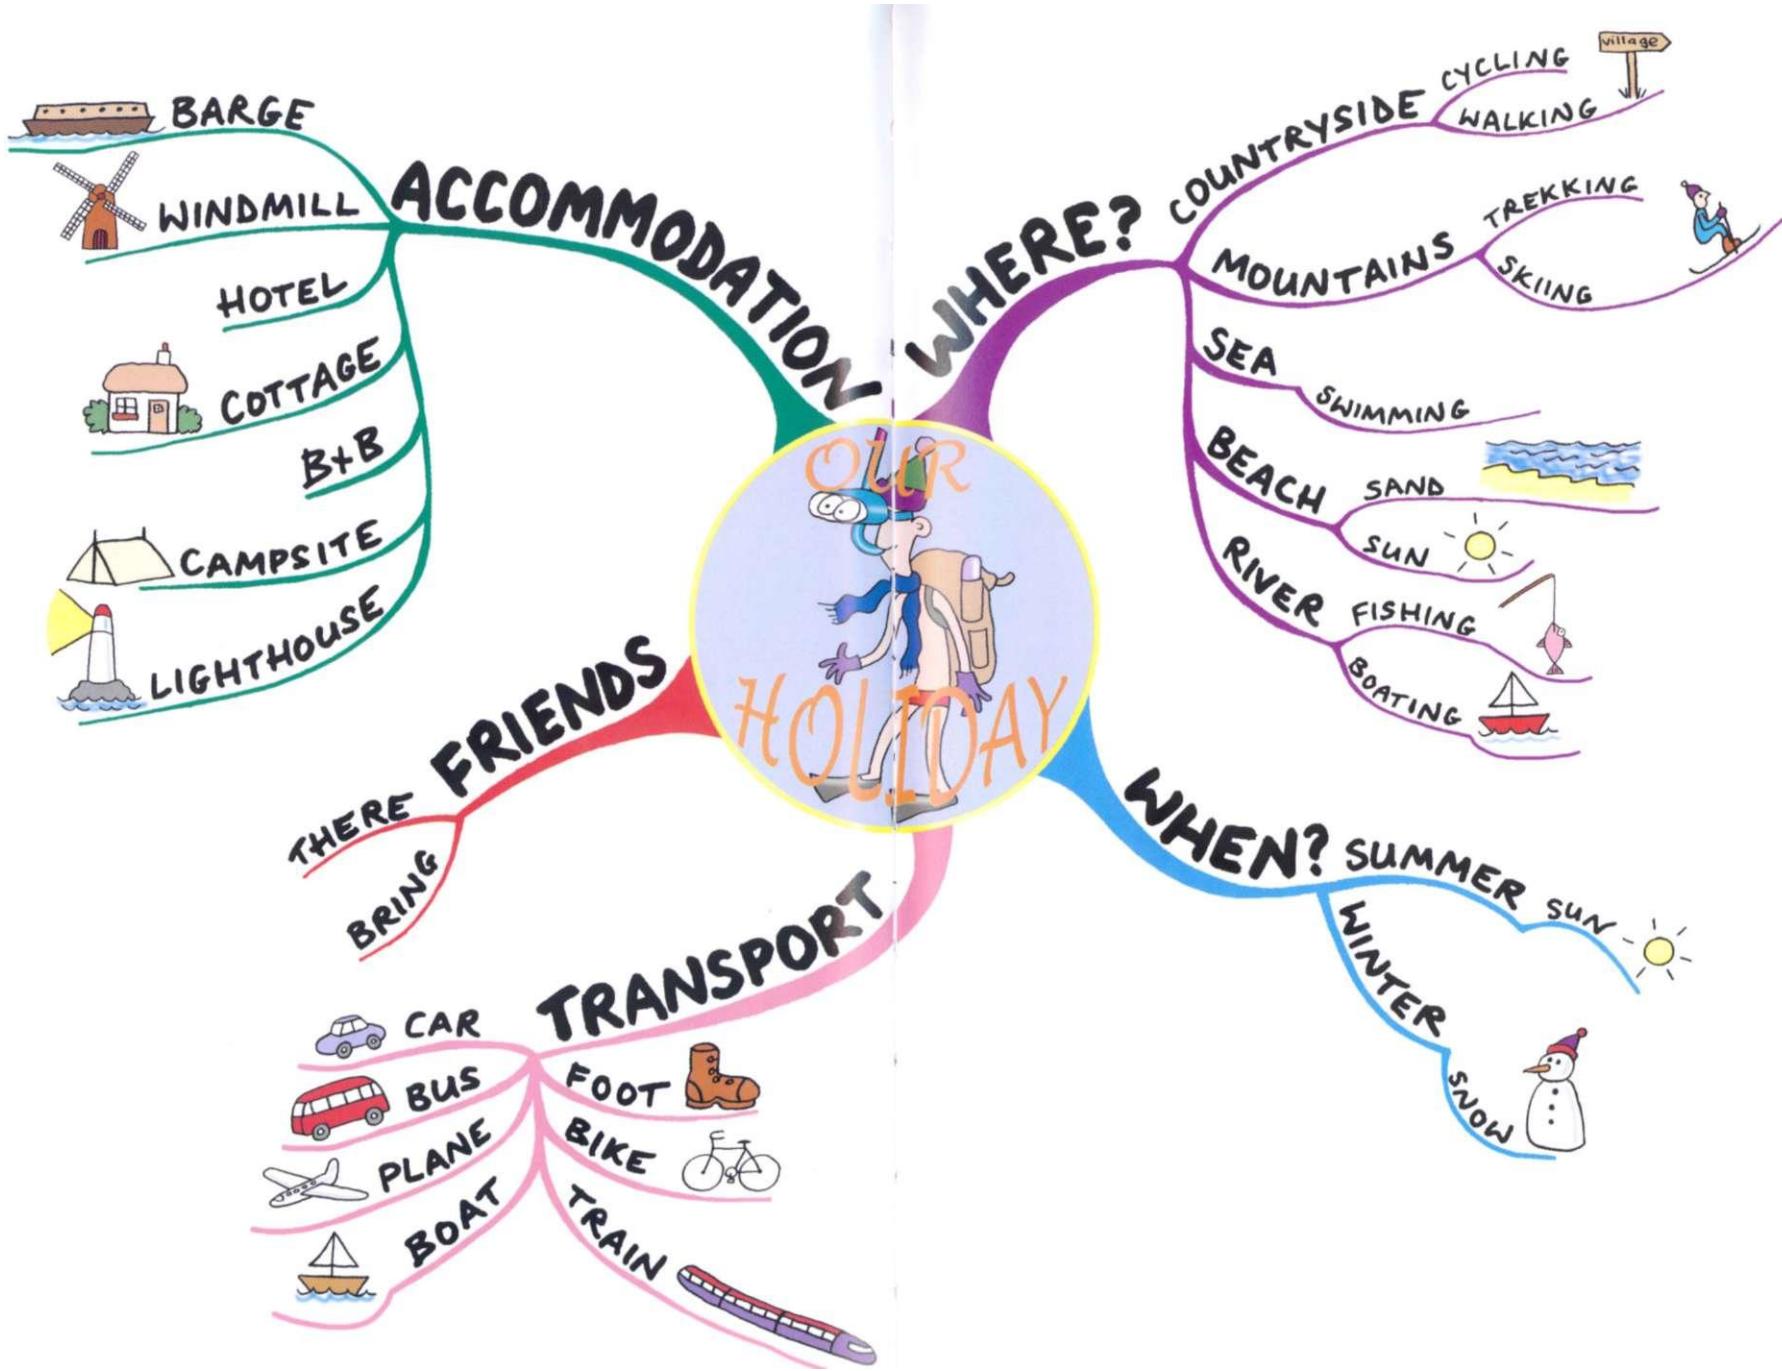 OUR
HOLIDAY
ACCOMMODATION
BARGE
WINDMILL
HOTEL
COTTAGE
B+B
CAMPSITE
LIGHTHOUSE
WHERE?
COUNTRYSIDE
CYCLING
village
WALKING
MOUNTAINS
TREKKING
SKIING
SEA
SWIMMING
BEACH
SAND
SUN
RIVER
FISHING
BOATING
FRIENDS
THERE
BRING
WHEN?
SUMMER
SUN
WINTER
SNOW
TRANSPORT
CAR
BUS
PLANE
BOAT
FOOT
BIKE
TRAIN